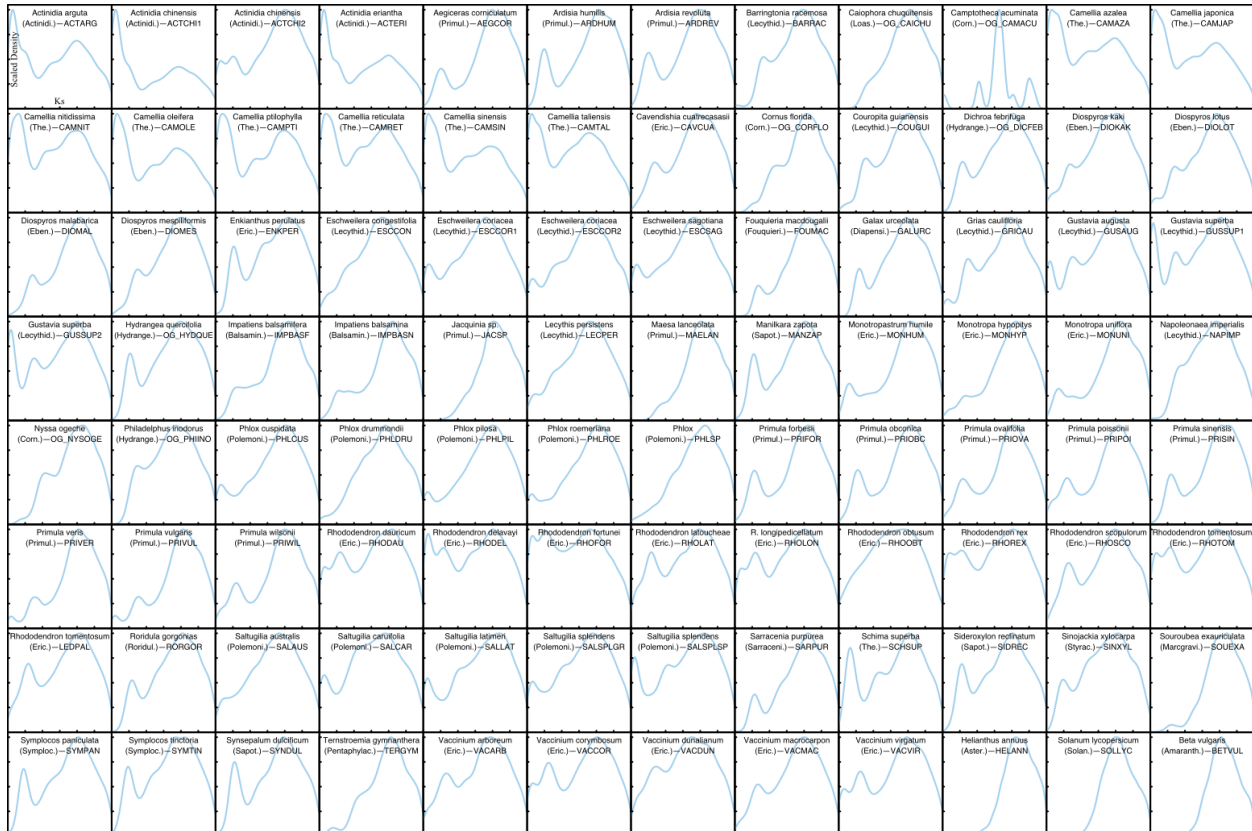 Actinidia arguta
(Actinidi.)—ACTARG
Scaled Density
Ks
Actinidia chinensis
(Actinidi.)—ACTCHI1
Actinidia chinensis
(Actinidi.)—ACTCHI2
Actinidia eriantha
(Actinidi.)—ACTERI
Aegiceras corniculatum
(Primul.)—AEGCOR
Ardisia humilis
(Primul.)—ARDHUM
Ardisia revoluta
(Primul.)—ARDREV
Barringtonia racemosa
(Lecythid.)—BARRAC
Caiophora chuquitensis
(Loas.)—OG_CAICHU
Camptotheca acuminata
(Corn.)—OG_CAMACU
Camellia azalea
(The.)—CAMAZA
Camellia japonica
(The.)—CAMJAP
Camellia nitidissima
(The.)—CAMNIT
Camellia oleifera
(The.)—CAMOLE
Camellia ptilophylla
(The.)—CAMPTI
Camellia reticulata
(The.)—CAMRET
Camellia sinensis
(The.)—CAMSIN
Camellia taliensis
(The.)—CAMTAL
Cavendishia cuatrecasasii
(Eric.)—CAVCUA
Cornus florida
(Corn.)—OG_CORFLO
Couropita guianensis
(Lecythid.)—COUGUI
Dichroa febrifuga
(Hydrange.)—OG_DICFEB
Diospyros kaki
(Eben.)—DIOKAK
Diospyros lotus
(Eben.)—DIOLOT
Diospyros malabarica
(Eben.)—DIOMAL
Diospyros mespiliformis
(Eben.)—DIOMES
Enkianthus perulatus
(Eric.)—ENKPER
Eschweilera congestifolia
(Lecythid.)—ESCCON
Eschweilera coriacea
(Lecythid.)—ESCCOR1
Eschweilera coriacea
(Lecythid.)—ESCCOR2
Eschweilera sagotiana
(Lecythid.)—ESCSAG
Fouquieria macdougalii
(Fouquieri.)—FOUMAC
Galax urceolata
(Diapensi.)—GALURC
Grias cauliflora
(Lecythid.)—GRICAU
Gustavia augusta
(Lecythid.)—GUSAUG
Gustavia superba
(Lecythid.)—GUSSUP1
Gustavia superba
(Lecythid.)—GUSSUP2
Hydrangea quercifolia
(Hydrange.)—OG_HYDQUE
Impatiens balsamifera
(Balsamin.)—IMPBASF
Impatiens balsamina
(Balsamin.)—IMPBASN
Jacquinia sp.
(Primul.)—JACSP
Lecythis persistens
(Lecythid.)—LECPER
Maesa lanceolata
(Primul.)—MAELAN
Manilkara zapota
(Sapot.)—MANZAP
Monotropastrum humile
(Eric.)—MONHUM
Monotropa hypopitys
(Eric.)—MONHYP
Monotropa uniflora
(Eric.)—MONUNI
Napoleonaea imperialis
(Lecythid.)—NAPIMP
Nyssa ogeche
(Corn.)—OG_NYSOGE
Philadelphus inodorus
(Hydrange.)—OG_PHIINO
Phlox cuspidata
(Polemoni.)—PHLCUS
Phlox drummondii
(Polemoni.)—PHLDRU
Phlox pilosa
(Polemoni.)—PHLPIL
Phlox roemeriana
(Polemoni.)—PHLROE
Phlox
(Polemoni.)—PHLSP
Primula forbesii
(Primul.)—PRIFOR
Primula obconica
(Primul.)—PRIOBC
Primula ovalifolia
(Primul.)—PRIOVA
Primula poissonii
(Primul.)—PRIPOI
Primula sinensis
(Primul.)—PRISIN
Primula veris
(Primul.)—PRIVER
Primula vulgaris
(Primul.)—PRIVUL
Primula wilsonii
(Primul.)—PRIWIL
Rhododendron dauricum
(Eric.)—RHODAU
Rhododendron delavayi
(Eric.)—RHODEL
Rhododendron fortunei
(Eric.)—RHOFOR
Rhododendron latoucheae
(Eric.)—RHOLAT
R. longipedicellatum
(Eric.)—RHOLON
Rhododendron obtusum
(Eric.)—RHOOBT
Rhododendron rex
(Eric.)—RHOREX
Rhododendron scopulorum
(Eric.)—RHOSCO
Rhododendron tomentosum
(Eric.)—RHOTOM
Rhododendron tomentosum
(Eric.)—LEDPAL
Roridula gorgonias
(Roridul.)—RORGOR
Saltugilia australis
(Polemoni.)—SALAUS
Saltugilia caruifolia
(Polemoni.)—SALCAR
Saltugilia latimeri
(Polemoni.)—SALLAT
Saltugilia splendens
(Polemoni.)—SALSPLGR
Saltugilia splendens
(Polemoni.)—SALSPLSP
Sarracenia purpurea
(Sarraceni.)—SARPUR
Schima superba
(The.)—SCHSUP
Sideroxylon reclinatum
(Sapot.)—SIDREC
Sinojackia xylocarpa
(Styrac.)—SINXYL
Souroubea exauriculata
(Marcgravi.)—SOUEXA
Symplocos paniculata
(Symploc.)—SYMPAN
Symplocos tinctoria
(Symploc.)—SYMTIN
Synsepalum dulcificum
(Sapot.)—SYNDUL
Ternstroemia gymnanthera
(Pentaphylac.)—TERGYM
Vaccinium arboreum
(Eric.)—VACARB
Vaccinium corymbosum
(Eric.)—VACCOR
Vaccinium dunalianum
(Eric.)—VACDUN
Vaccinium macrocarpon
(Eric.)—VACMAC
Vaccinium virgatum
(Eric.)—VACVIR
Helianthus annuus
(Aster.)—HELANN
Solanum lycopersicum
(Solan.)—SOLLYC
Beta vulgaris
(Amaranth.)—BETVUL